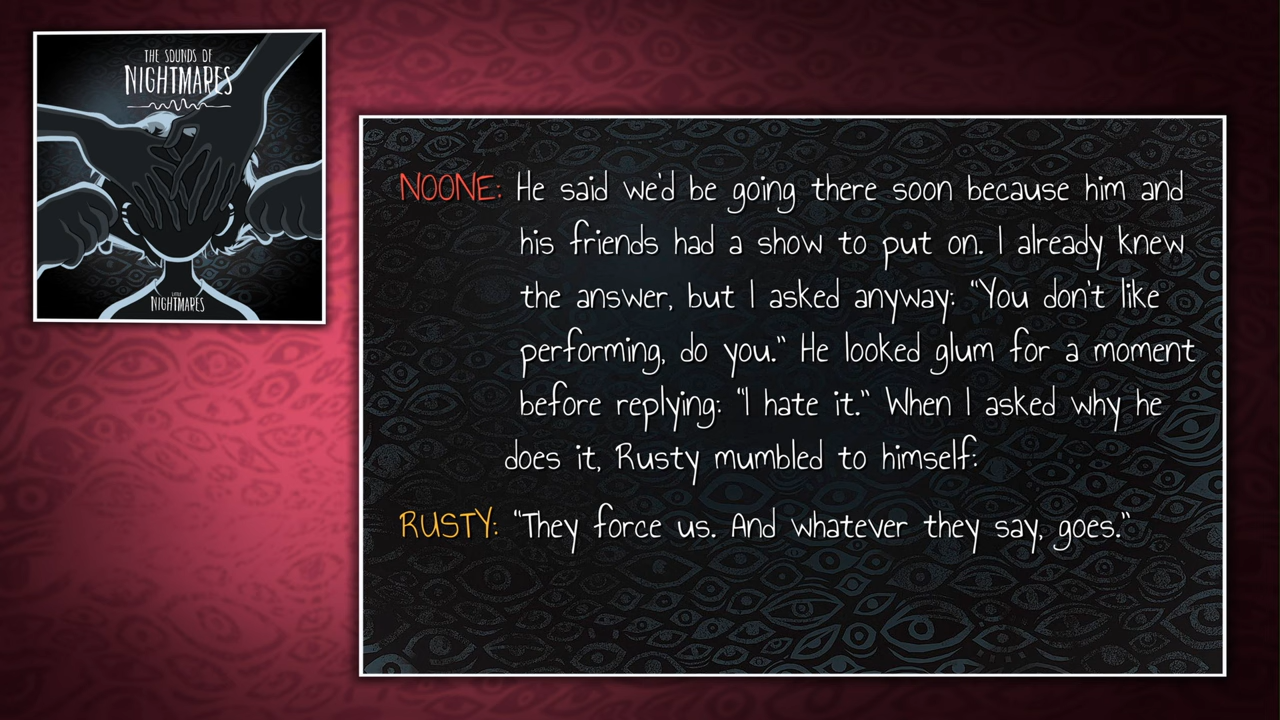 THE SOUNDS OF
NIGHTMARES
LITTLE
NIGHTMARES
NOONE: He said we'd be going there soon because him and
his friends had a show to put on. I already knew
the answer, but I asked anyway: "You don't like
performing, do you." He looked glum for a moment
before replying: "I hate it." When I asked why he
does it, Rusty mumbled to himself:
RUSTY: "They force us. And whatever they say, goes."